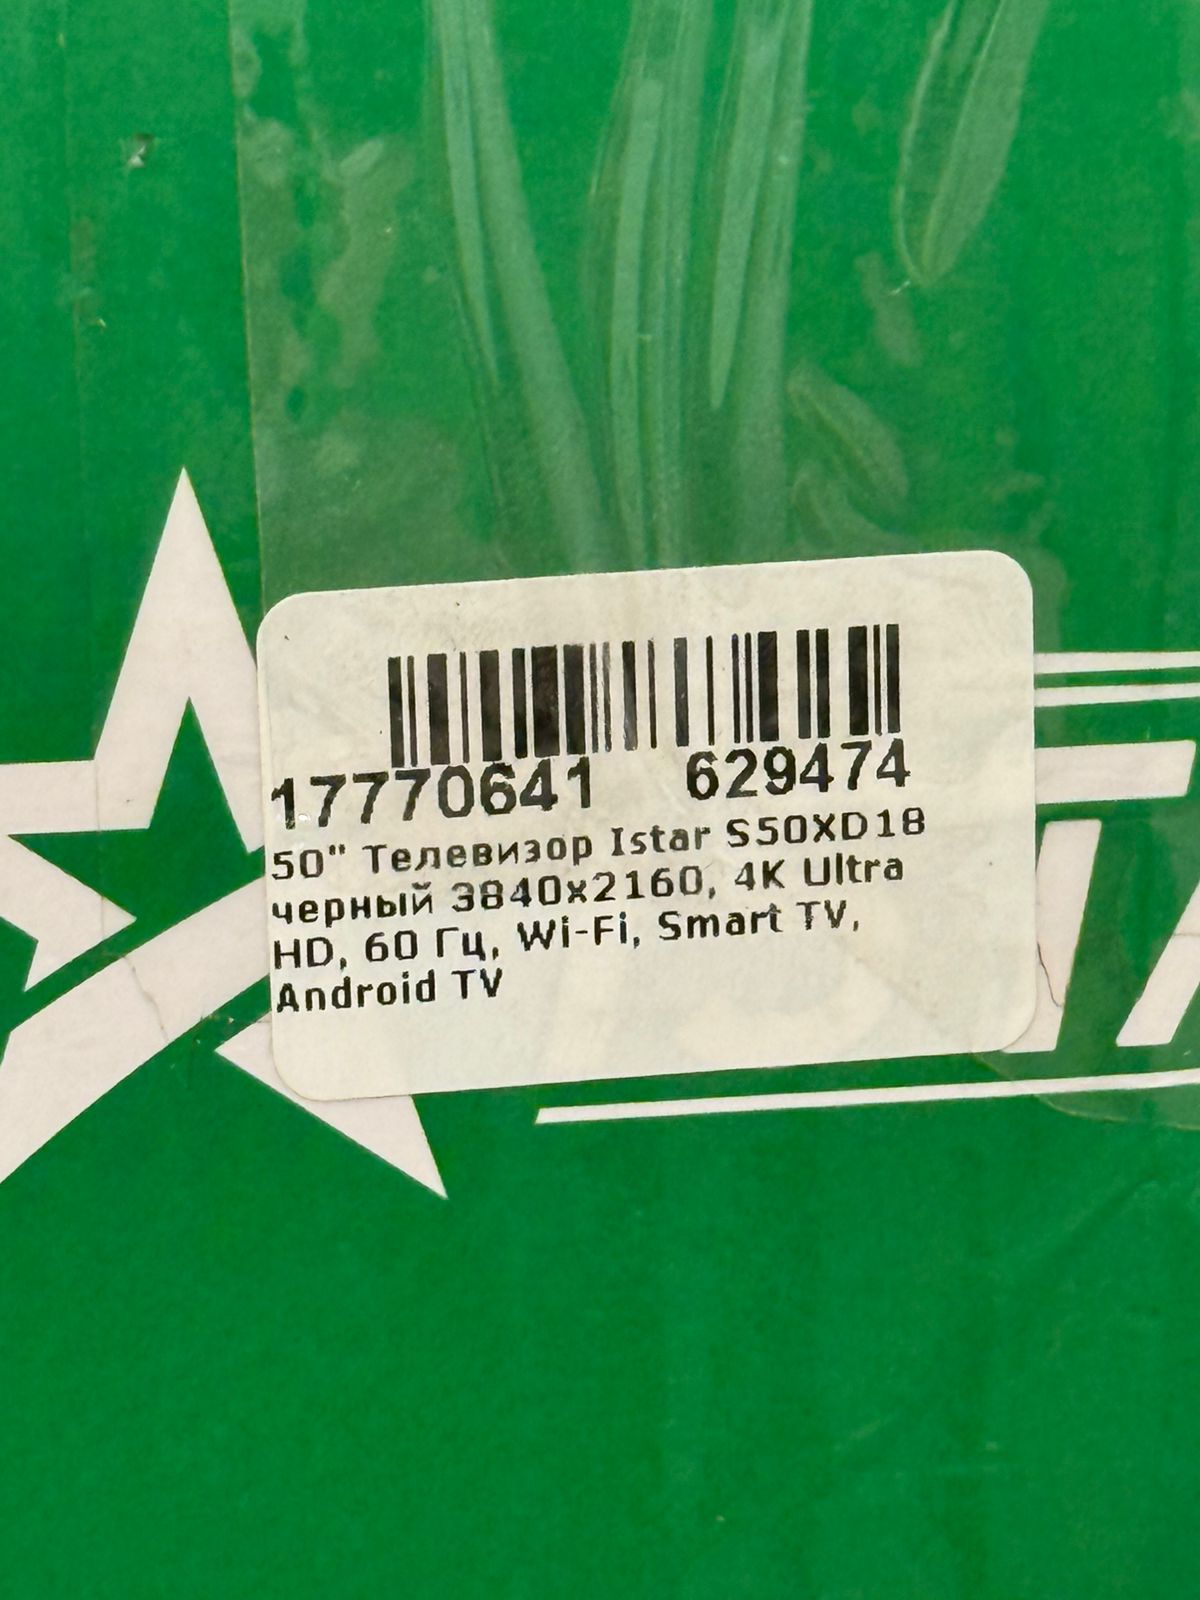 17770641 629474
50" Телевизор Istar S50XD18
черный 3840x2160, 4K Ultra
HD, 60 Гц, Wi-Fi, Smart TV,
Android TV